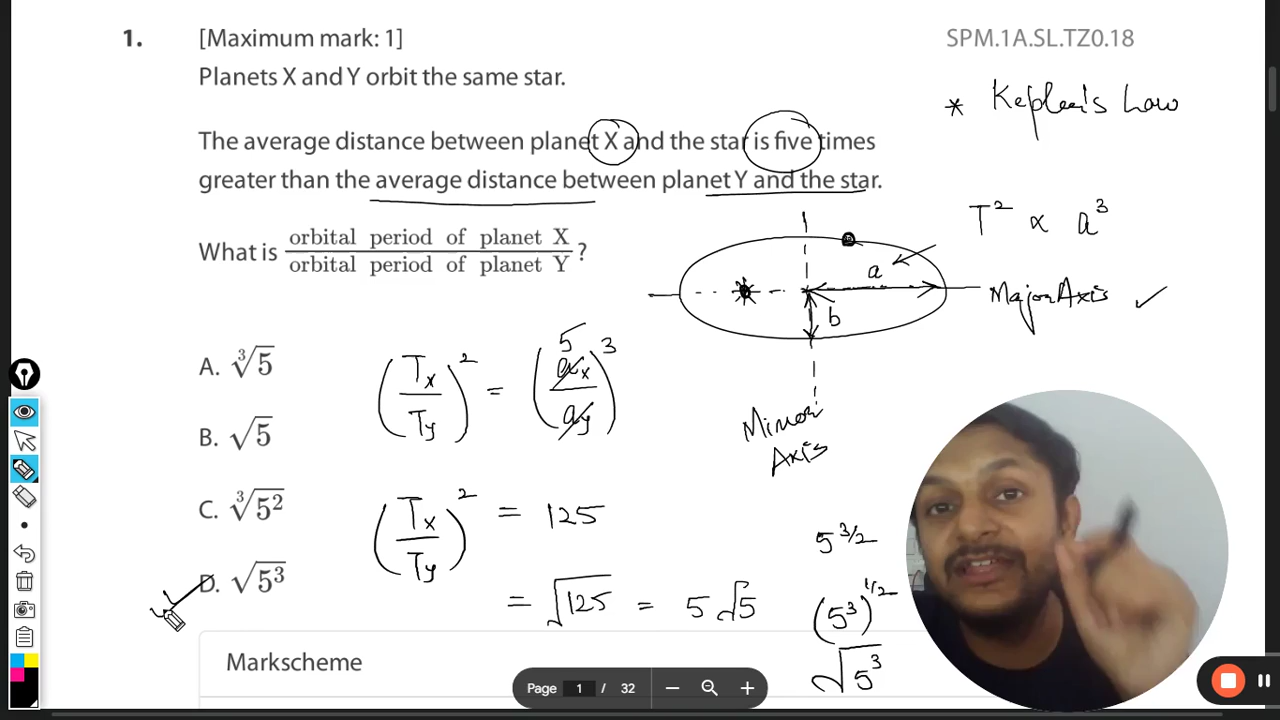 1. [Maximum mark: 1] SPM.1A.SL.TZ0.18
Planets X and Y orbit the same star.
* Kepler's Law
The average distance between planet X and the star is five times
greater than the average distance between planet Y and the star.
T² ∝ a³
What is orbital period of planet X / orbital period of planet Y ?
a
b
Major Axis ✓
Minor
Axis
A. ∛5
B. √5
C. ∛5²
D. √5³
(Tx/Ty)² = (ax/ay)³
5
(Tx/Ty)² = 125
= √125 = 5√5
5^3/2
(5³)^1/2
√5³
Markscheme
Page 1 / 32